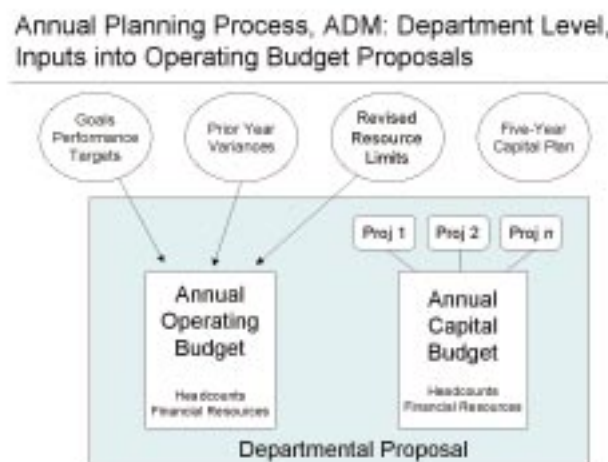 Annual Planning Process, ADM: Department Level,
Inputs into Operating Budget Proposals
Goals
Performance
Targets
Prior Year
Variances
Revised
Resource
Limits
Five-Year
Capital Plan
Proj 1
Proj 2
Proj n
Annual
Operating
Budget
Headcounts
Financial Resources
Annual
Capital
Budget
Headcounts
Financial Resources
Departmental Proposal